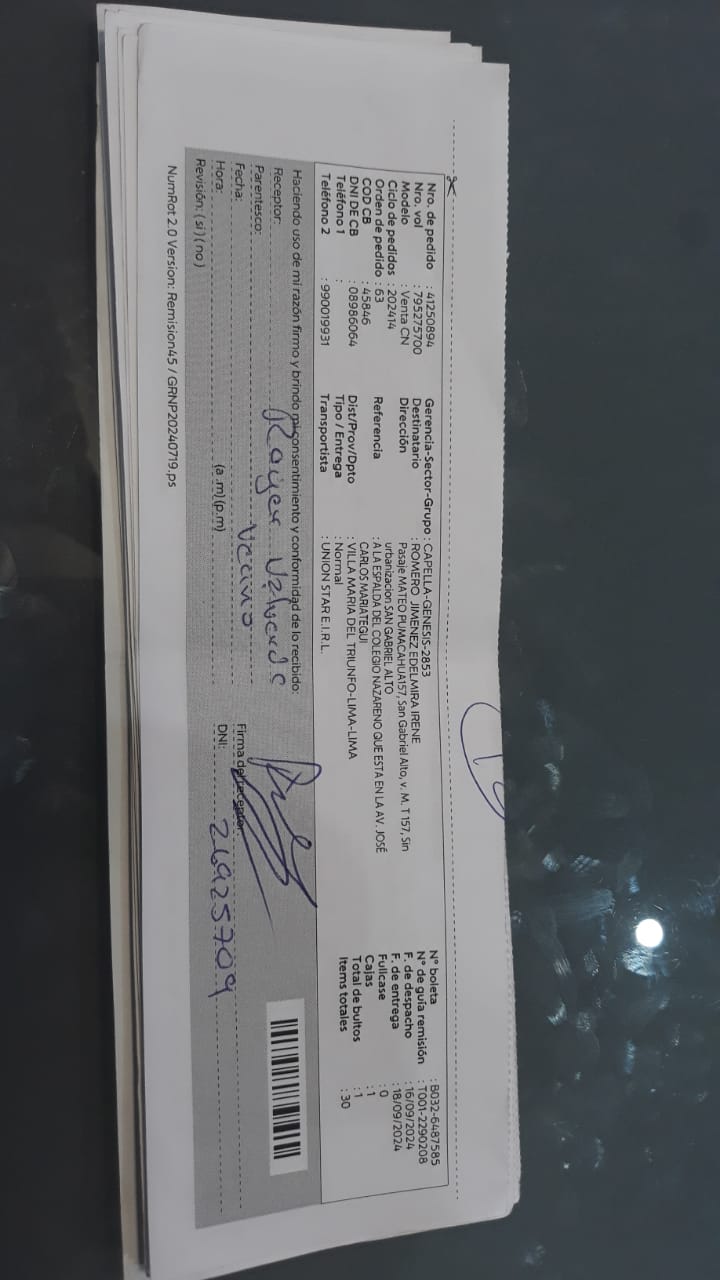 Nro. de pedido : 41250894
Nro. vol : 795275700
Modelo : Venta CN
Ciclo de pedidos : 202414
Orden de pedido : 63
COD CB : 45846
DNI DE CB : 08986064
Teléfono 1 :
Teléfono 2 : 990019931
Gerencia-Sector-Grupo : CAPELLA-GENESIS-2853
Destinatario : ROMERO JIMENEZ EDELMIRA IRENE
Dirección Pasaje MATEO PUMACAHUA157, San Gabriel Alto, v. M. T 157, Sin
urbanizacion SAN GABRIEL ALTO
Referencia : A LA ESPALDA DEL COLEGIO NAZARENO QUE ESTA EN LA AV. JOSÉ
CARLOS MARIATEGUI
Dist/Prov/Dpto : VILLA MARIA DEL TRIUNFO-LIMA-LIMA
Tipo / Entrega : Normal
Transportista : UNION STAR E.I.R.L.
N° boleta : B032-6487585
N° de guía remisión : T001-2290208
F. de despacho : 16/09/2024
F. de entrega : 18/09/2024
Fullcase : 0
Cajas : 1
Total de bultos : 1
Items totales : 30
Haciendo uso de mi razón firmo y brindo mi consentimiento y conformidad de lo recibido:
Receptor: Royer Valverde
Parentesco: Vecino
Fecha:
Hora: (a .m) (p.m)
Revisión: ( si ) ( no )
Firma del receptor:
DNI: 26925709
NumRot 2.0 Version: Remision45 / GRNP20240719.ps